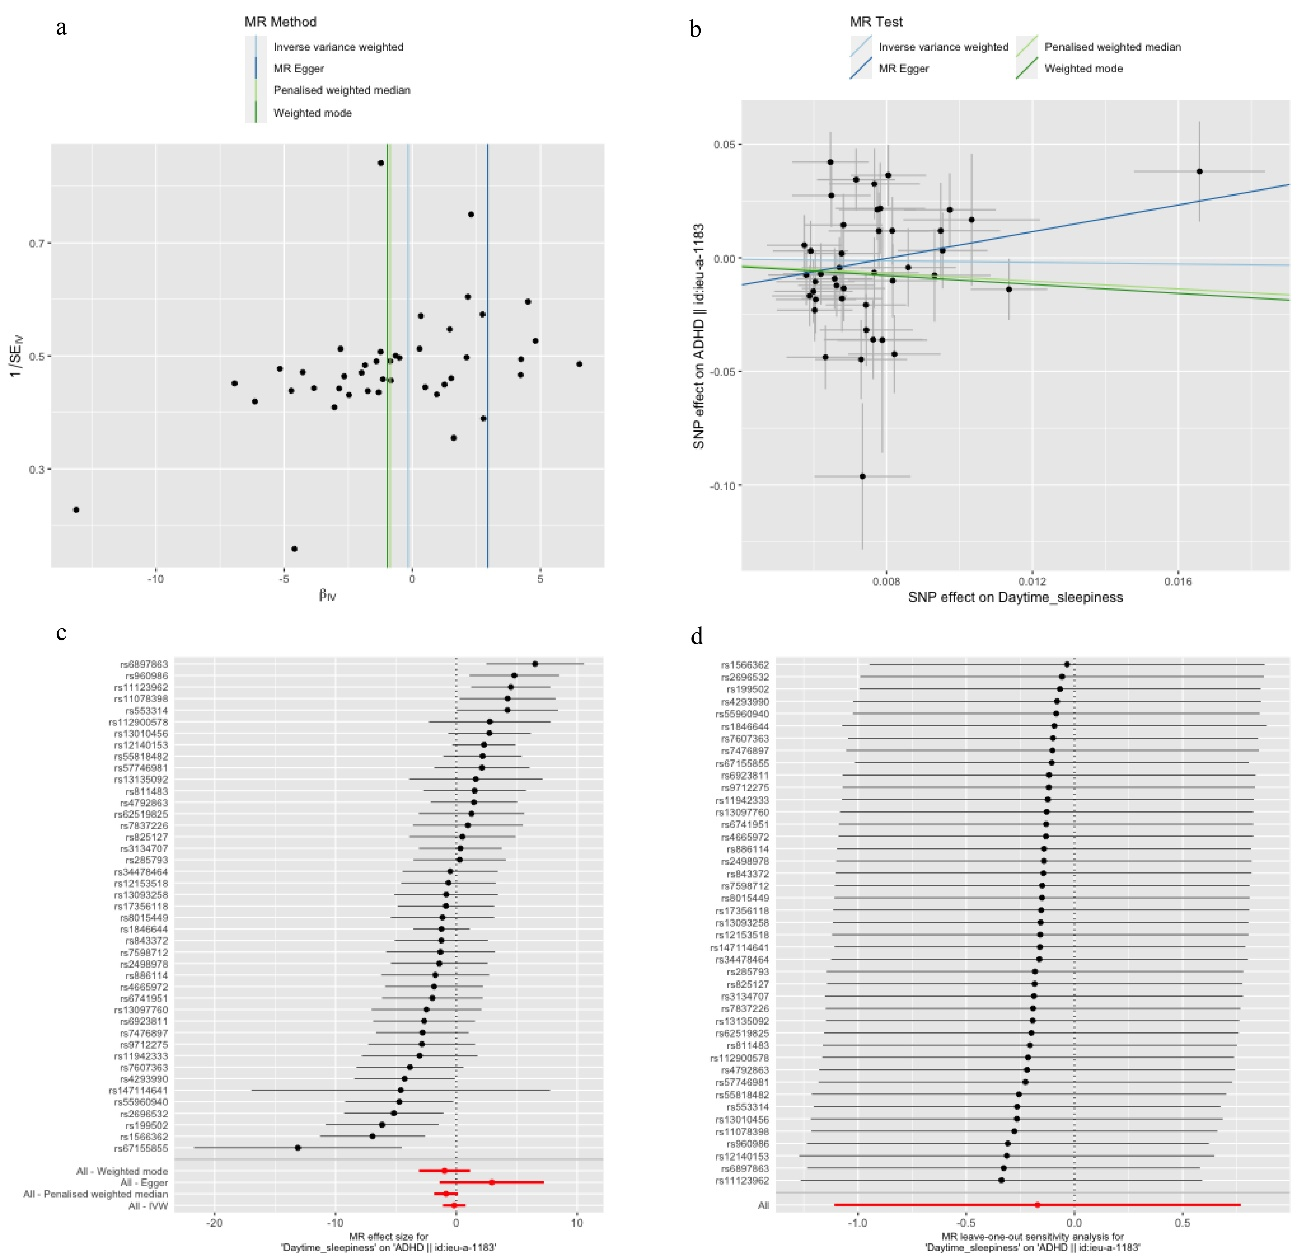 a
MR Method
Inverse variance weighted
MR Egger
Penalised weighted median
Weighted mode
0.7
0.5
0.3
1/SE_IV
-10
-5
0
5
β_IV
b
MR Test
Inverse variance weighted
Penalised weighted median
MR Egger
Weighted mode
0.05
0.00
-0.05
-0.10
SNP effect on ADHD || id:ieu-a-1183
0.008
0.012
0.016
SNP effect on Daytime_sleepiness
c
rs6897863
rs960986
rs11123962
rs11078398
rs553314
rs112900578
rs13010456
rs12140153
rs55818482
rs57746981
rs13135092
rs811483
rs4792863
rs62519825
rs7837226
rs825127
rs3134707
rs285793
rs34478464
rs12153518
rs13093258
rs17356118
rs8015449
rs1846644
rs843372
rs7598712
rs2498978
rs886114
rs4665972
rs6741951
rs13097760
rs6923811
rs7476897
rs9712275
rs11942333
rs7607363
rs4293990
rs147114641
rs55960940
rs2696532
rs199502
rs1566362
rs67155855
All - Weighted mode
All - Egger
All - Penalised weighted median
All - IVW
-20
-10
0
10
MR effect size for
'Daytime_sleepiness' on 'ADHD || id:ieu-a-1183'
d
rs1566362
rs2696532
rs199502
rs4293990
rs55960940
rs1846644
rs7607363
rs7476897
rs67155855
rs6923811
rs9712275
rs11942333
rs13097760
rs6741951
rs4665972
rs886114
rs2498978
rs843372
rs7598712
rs8015449
rs17356118
rs13093258
rs12153518
rs147114641
rs34478464
rs285793
rs825127
rs3134707
rs7837226
rs13135092
rs62519825
rs811483
rs112900578
rs4792863
rs57746981
rs55818482
rs553314
rs13010456
rs11078398
rs960986
rs12140153
rs6897863
rs11123962
All
-1.0
-0.5
0.0
0.5
MR leave-one-out sensitivity analysis for
'Daytime_sleepiness' on 'ADHD || id:ieu-a-1183'